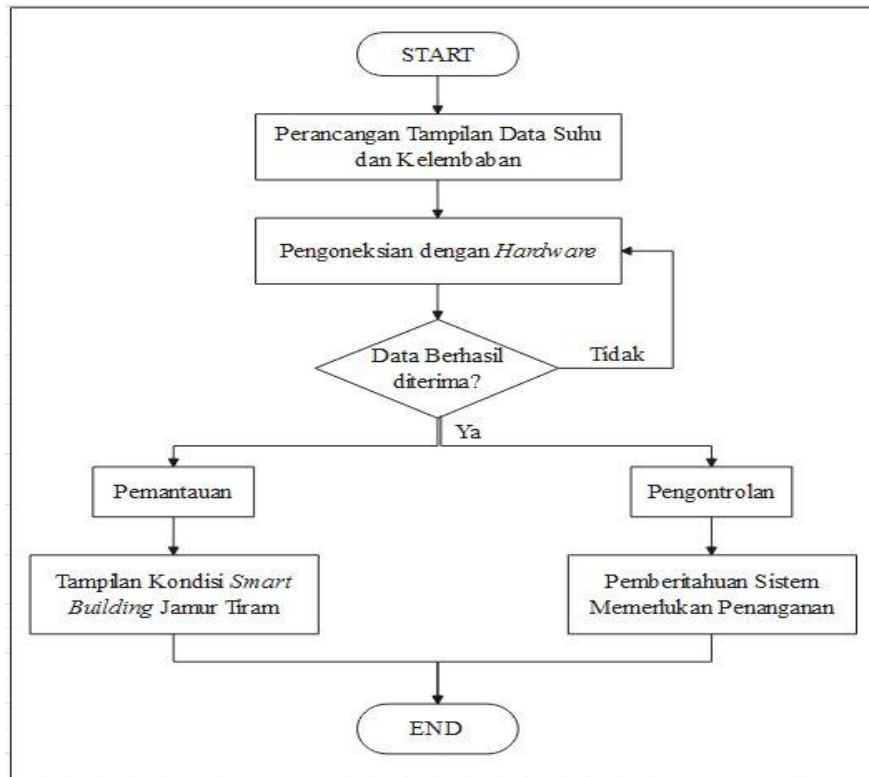 START
Perancangan Tampilan Data Suhu
dan Kelembaban
Pengoneksian dengan Hardware
Data Berhasil
diterima?
Tidak
Ya
Pemantauan
Pengontrolan
Tampilan Kondisi Smart
Building Jamur Tiram
Pemberitahuan Sistem
Memerlukan Penanganan
END